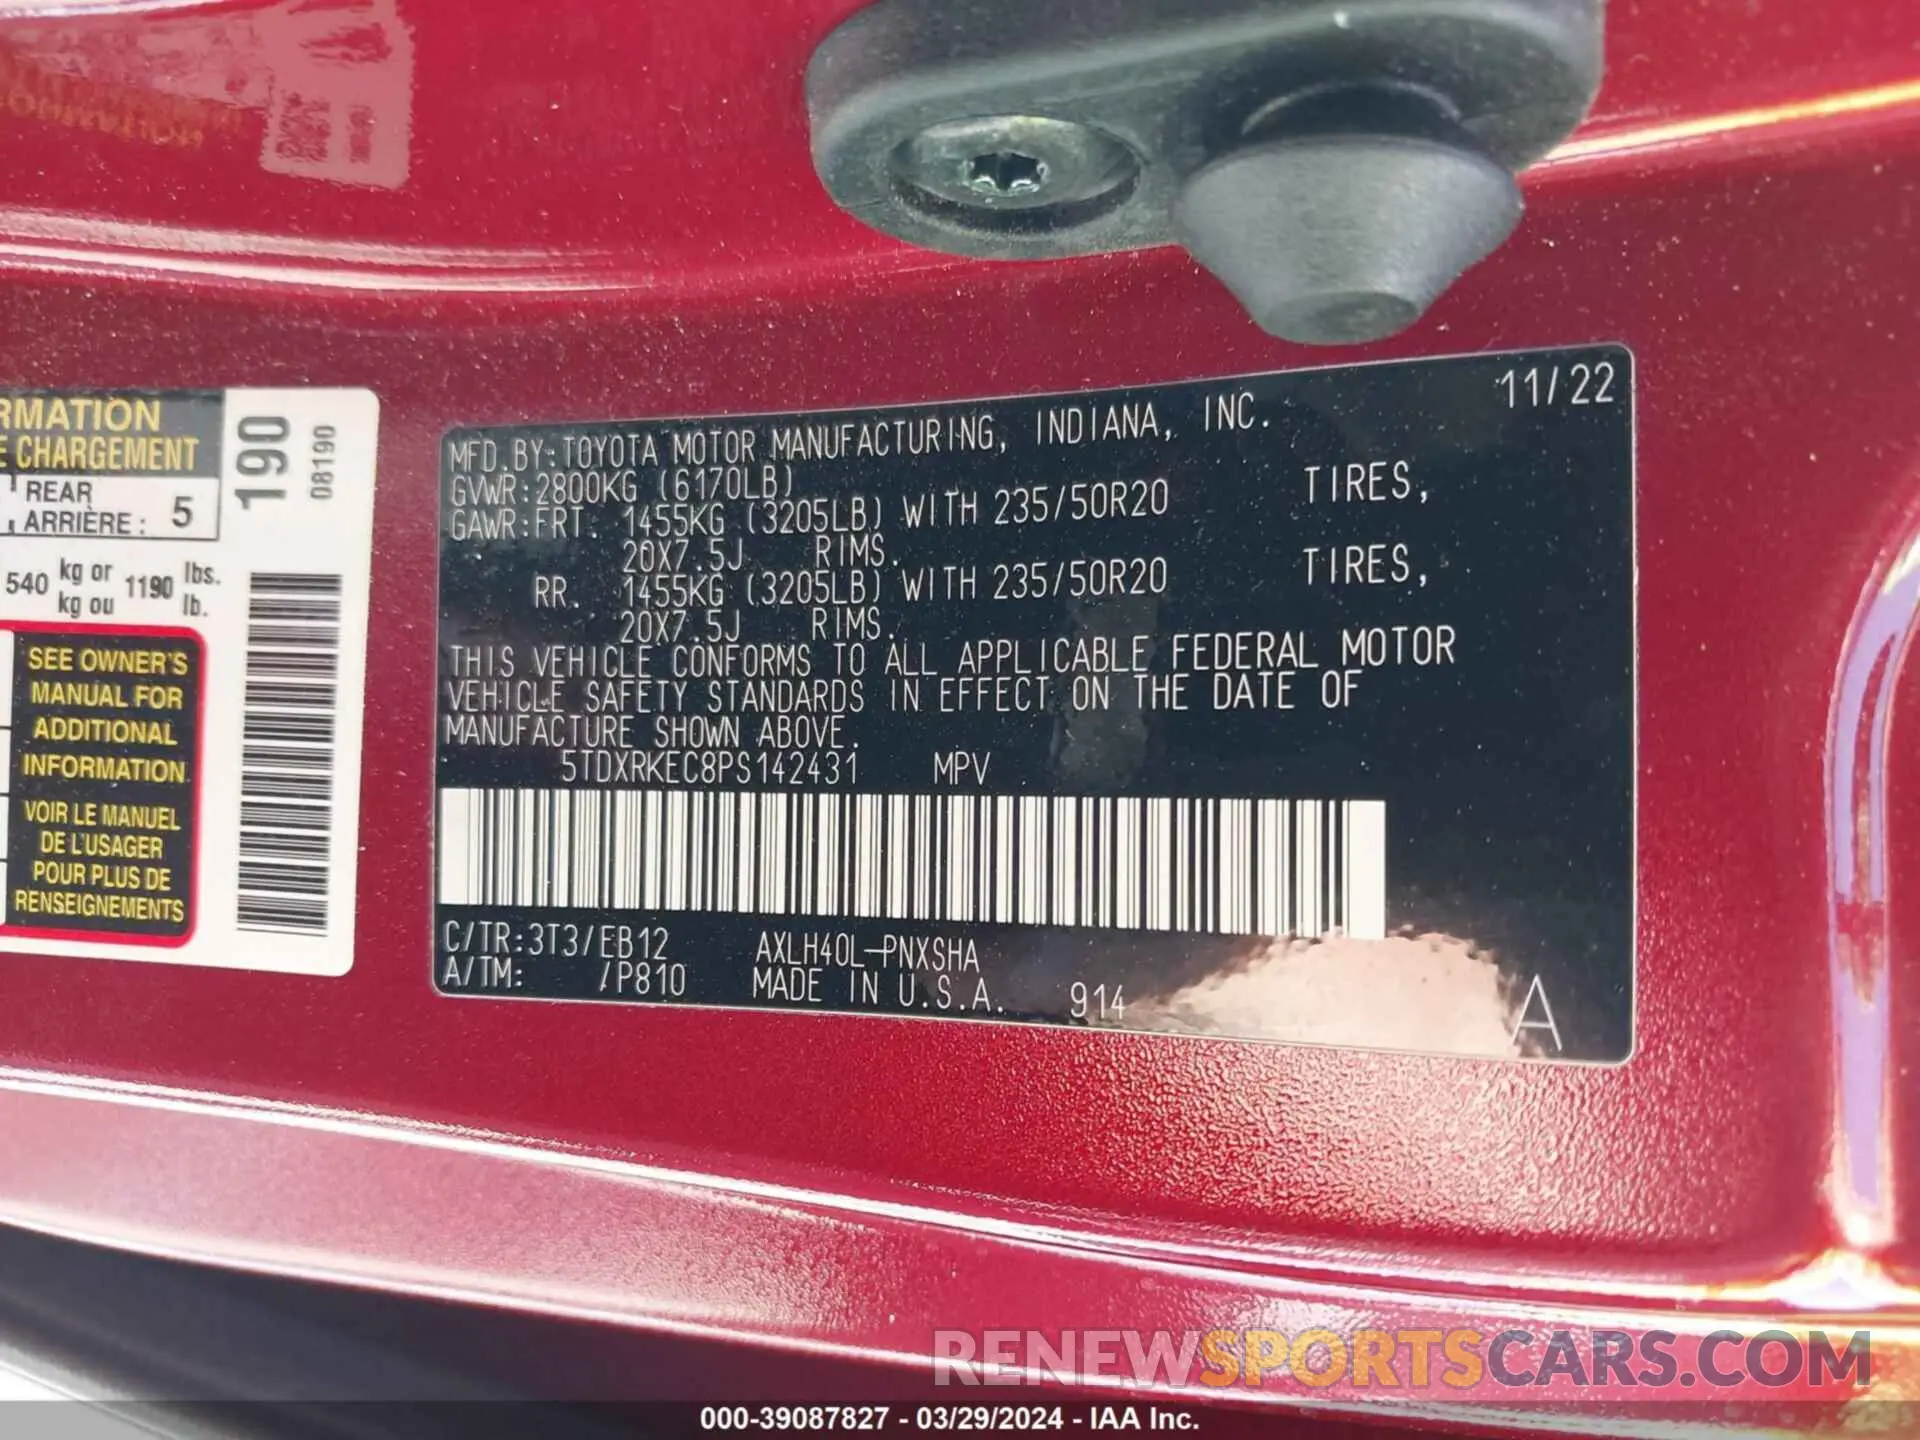 RMATION
E CHARGEMENT
REAR
ARRIÈRE : 5
540 kg or 1190 lbs.
kg ou lb.
SEE OWNER'S
MANUAL FOR
ADDITIONAL
INFORMATION
VOIR LE MANUEL
DE L'USAGER
POUR PLUS DE
RENSEIGNEMENTS
190
08190
11/22
MFD.BY:TOYOTA MOTOR MANUFACTURING, INDIANA, INC.
GVWR:2800KG (6170LB)
GAWR:FRT. 1455KG (3205LB) WITH 235/50R20 TIRES,
20X7.5J RIMS.
RR. 1455KG (3205LB) WITH 235/50R20 TIRES,
20X7.5J RIMS.
THIS VEHICLE CONFORMS TO ALL APPLICABLE FEDERAL MOTOR
VEHICLE SAFETY STANDARDS IN EFFECT ON THE DATE OF
MANUFACTURE SHOWN ABOVE.
5TDXRKEC8PS142431 MPV
C/TR:3T3/EB12 AXLH40L-PNXSHA
A/TM: /P810 MADE IN U.S.A. 914
A
RENEWSPORTSCARS.COM
000-39087827 - 03/29/2024 - IAA Inc.